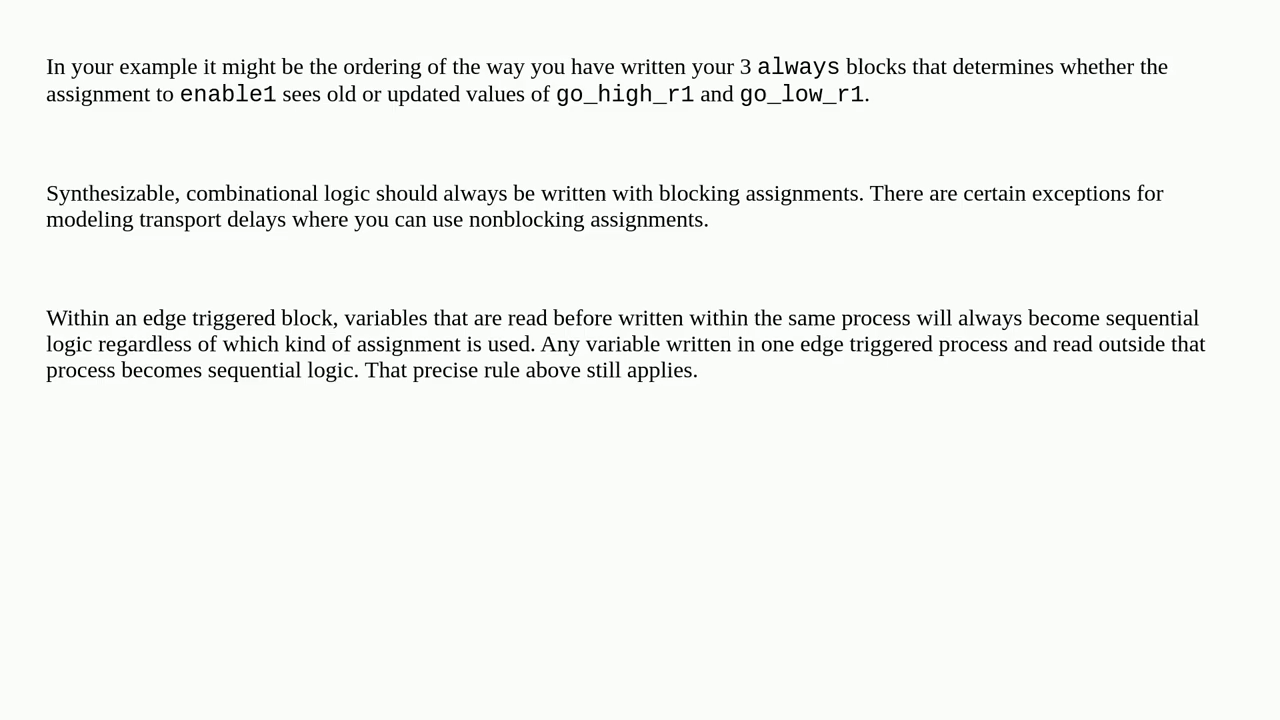 In your example it might be the ordering of the way you have written your 3 always blocks that determines whether the
assignment to enable1 sees old or updated values of go_high_r1 and go_low_r1.
Synthesizable, combinational logic should always be written with blocking assignments. There are certain exceptions for
modeling transport delays where you can use nonblocking assignments.
Within an edge triggered block, variables that are read before written within the same process will always become sequential
logic regardless of which kind of assignment is used. Any variable written in one edge triggered process and read outside that
process becomes sequential logic. That precise rule above still applies.